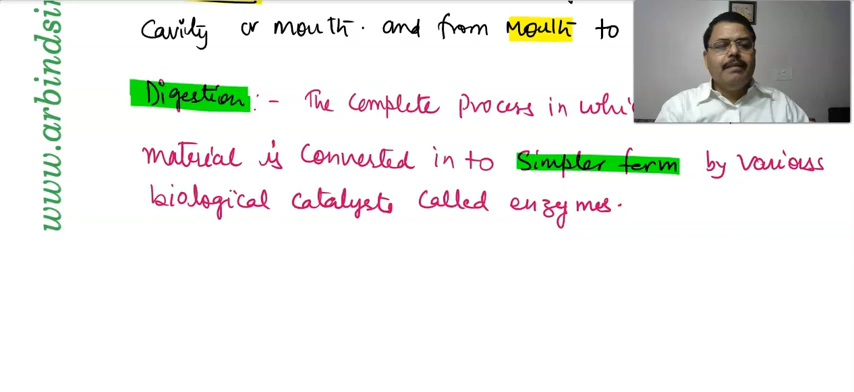 Cavity or mouth. and from Mouth to
Digestion :- The Complete Process in whi
material is Converted in to Simpler form by various
biological catalysts called enzymes.
www.arbindsin